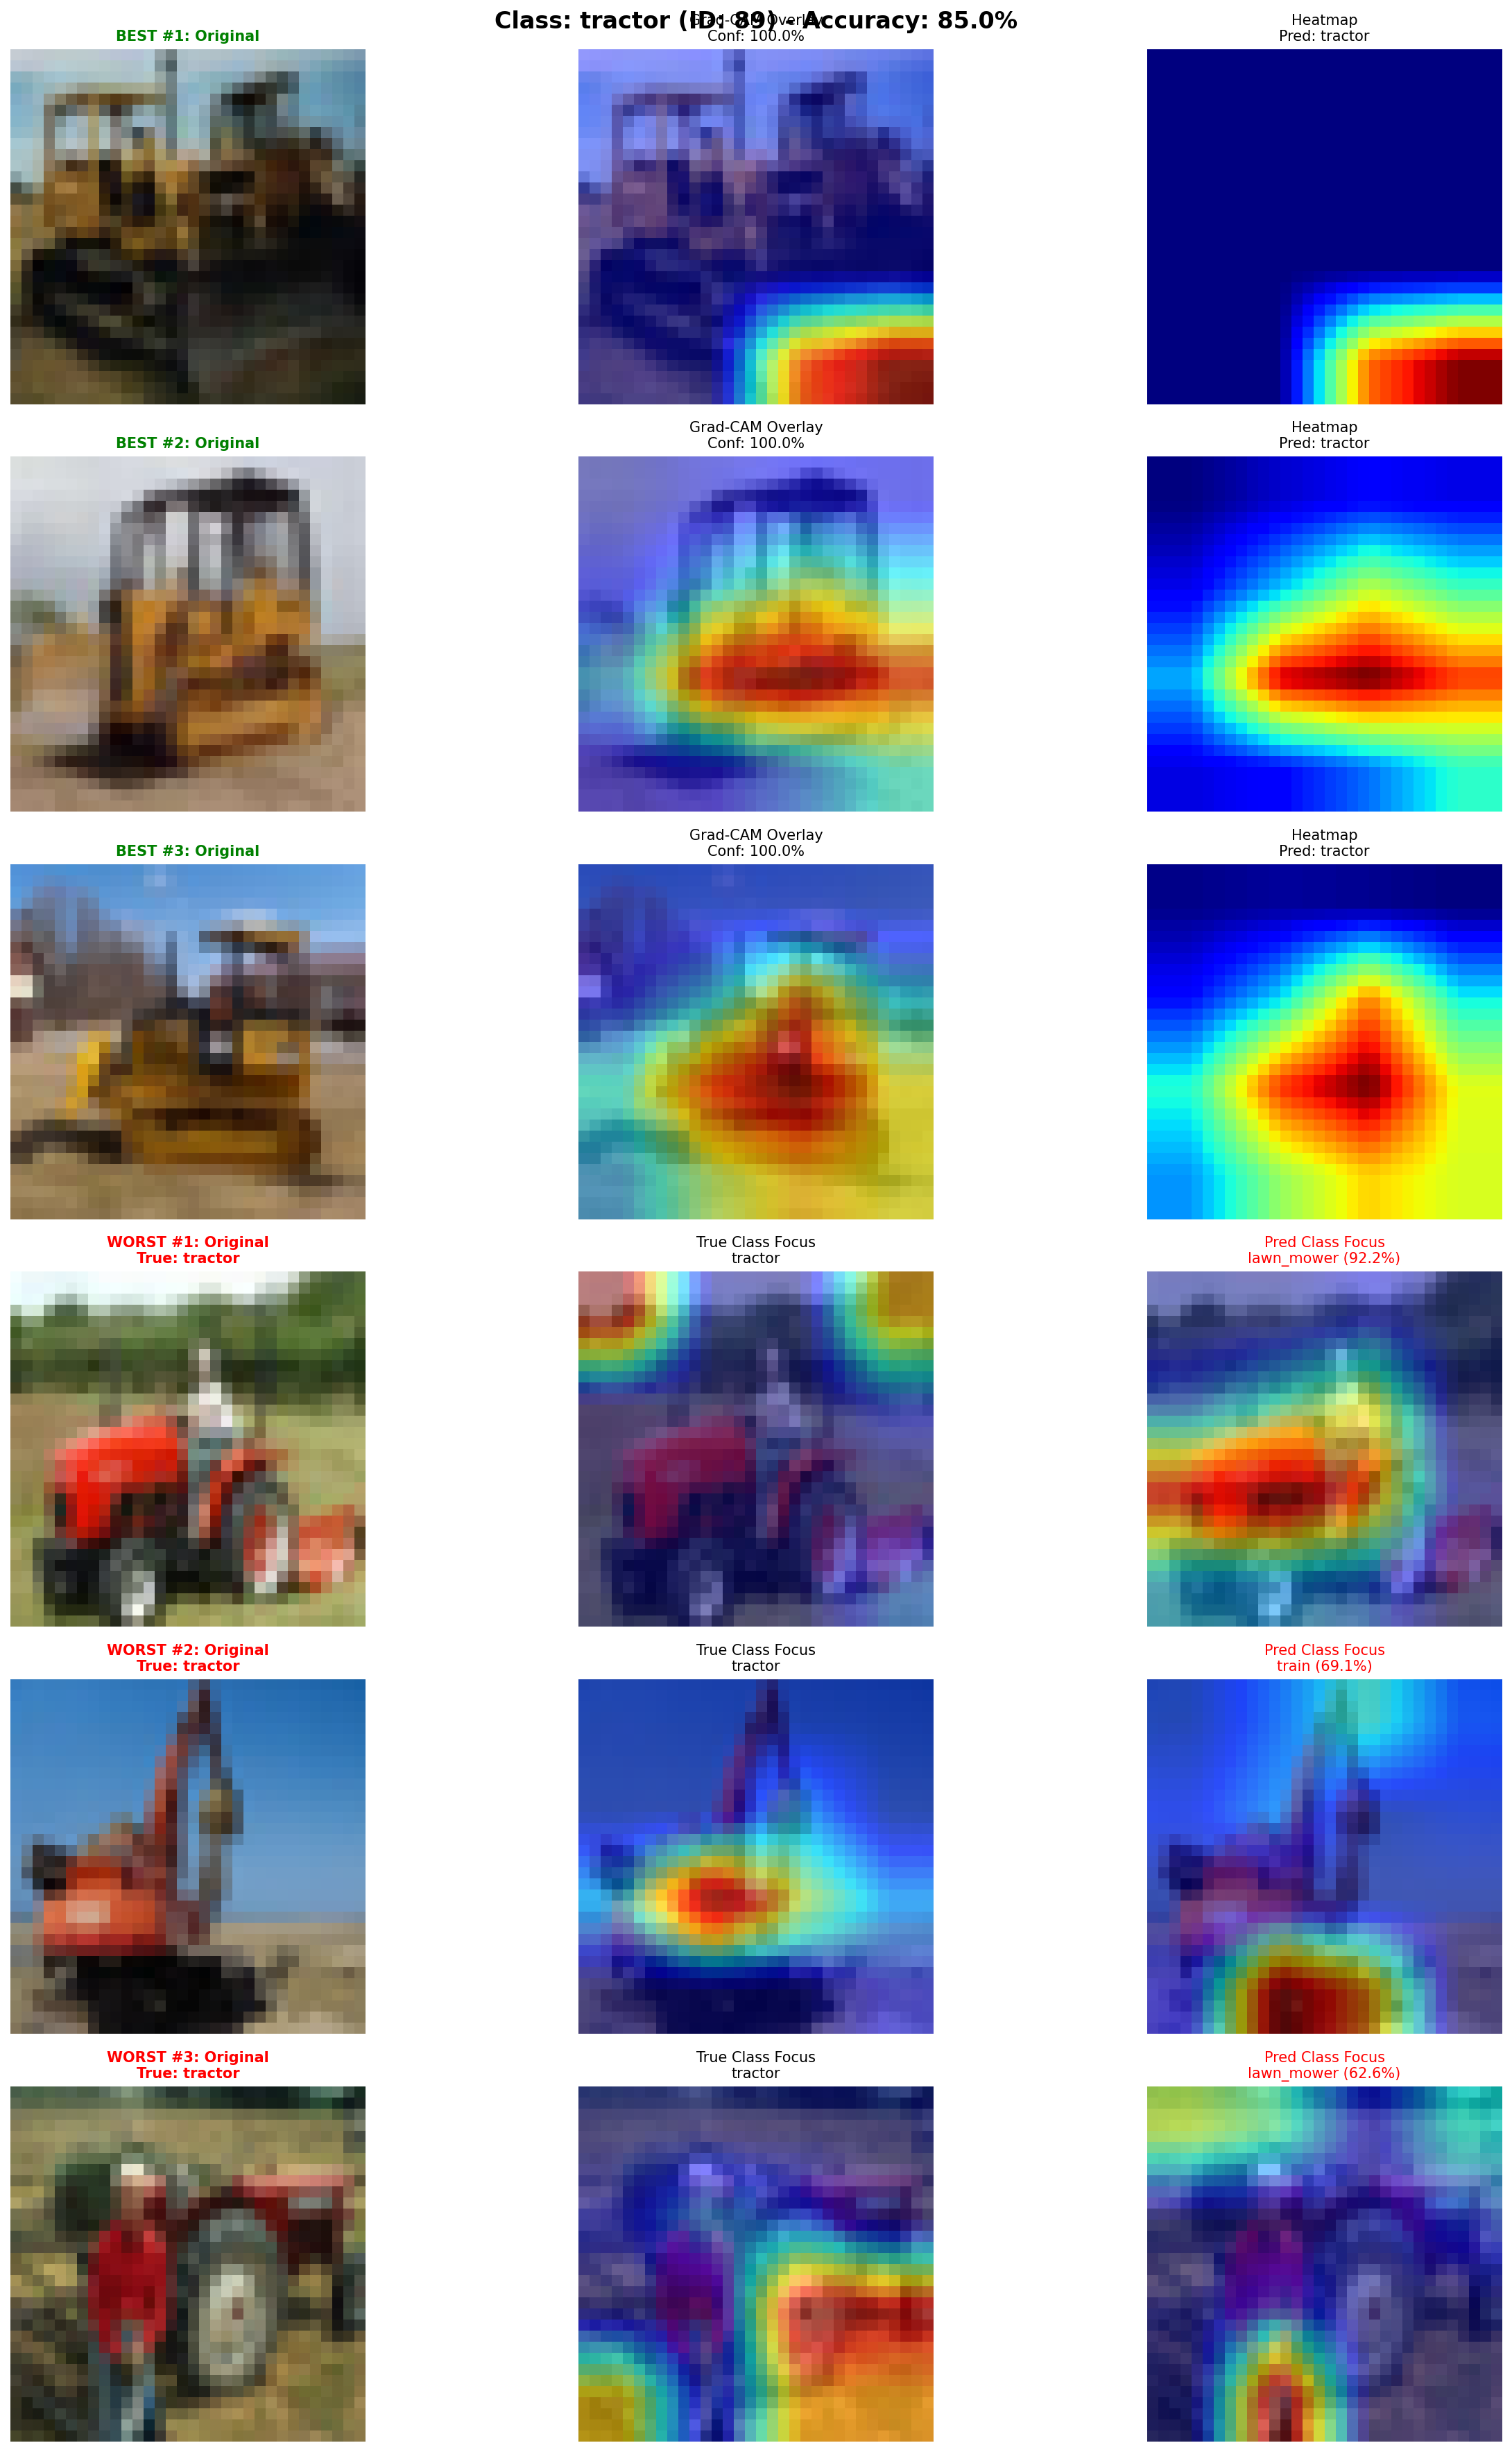 Class: tractor (ID: 89) - Accuracy: 85.0%
BEST #1: Original
Grad-CAM Overlay
Conf: 100.0%
Heatmap
Pred: tractor
BEST #2: Original
Grad-CAM Overlay
Conf: 100.0%
Heatmap
Pred: tractor
BEST #3: Original
Grad-CAM Overlay
Conf: 100.0%
Heatmap
Pred: tractor
WORST #1: Original
True: tractor
True Class Focus
tractor
Pred Class Focus
lawn_mower (92.2%)
WORST #2: Original
True: tractor
True Class Focus
tractor
Pred Class Focus
train (69.1%)
WORST #3: Original
True: tractor
True Class Focus
tractor
Pred Class Focus
lawn_mower (62.6%)